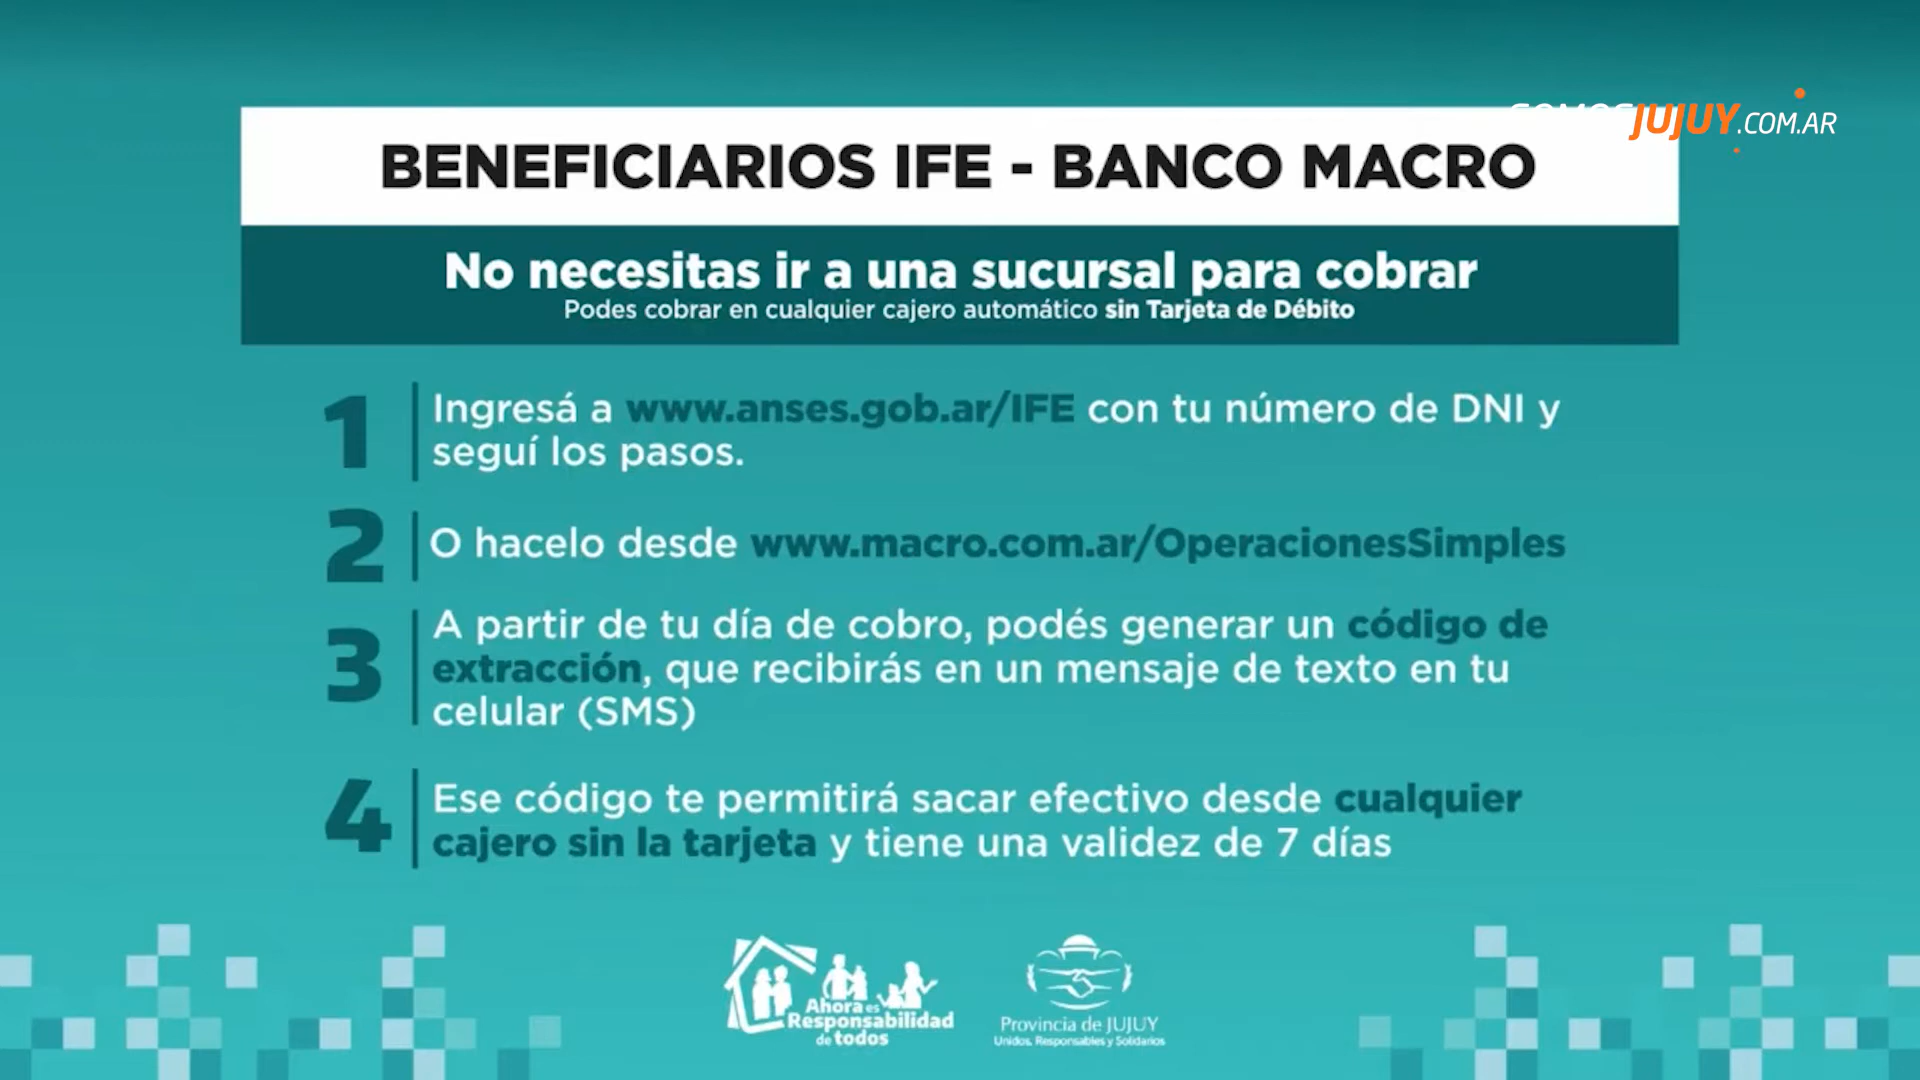 SOMOSJUJUY.COM.AR
BENEFICIARIOS IFE - BANCO MACRO
No necesitas ir a una sucursal para cobrar
Podes cobrar en cualquier cajero automático sin Tarjeta de Débito
1
Ingresá a www.anses.gob.ar/IFE con tu número de DNI y
seguí los pasos.
2
O hacelo desde www.macro.com.ar/OperacionesSimples
3
A partir de tu día de cobro, podés generar un código de
extracción, que recibirás en un mensaje de texto en tu
celular (SMS)
4
Ese código te permitirá sacar efectivo desde cualquier
cajero sin la tarjeta y tiene una validez de 7 días
Ahora es
Responsabilidad
de todos
Provincia de JUJUY
Unidos, Responsables y Solidarios